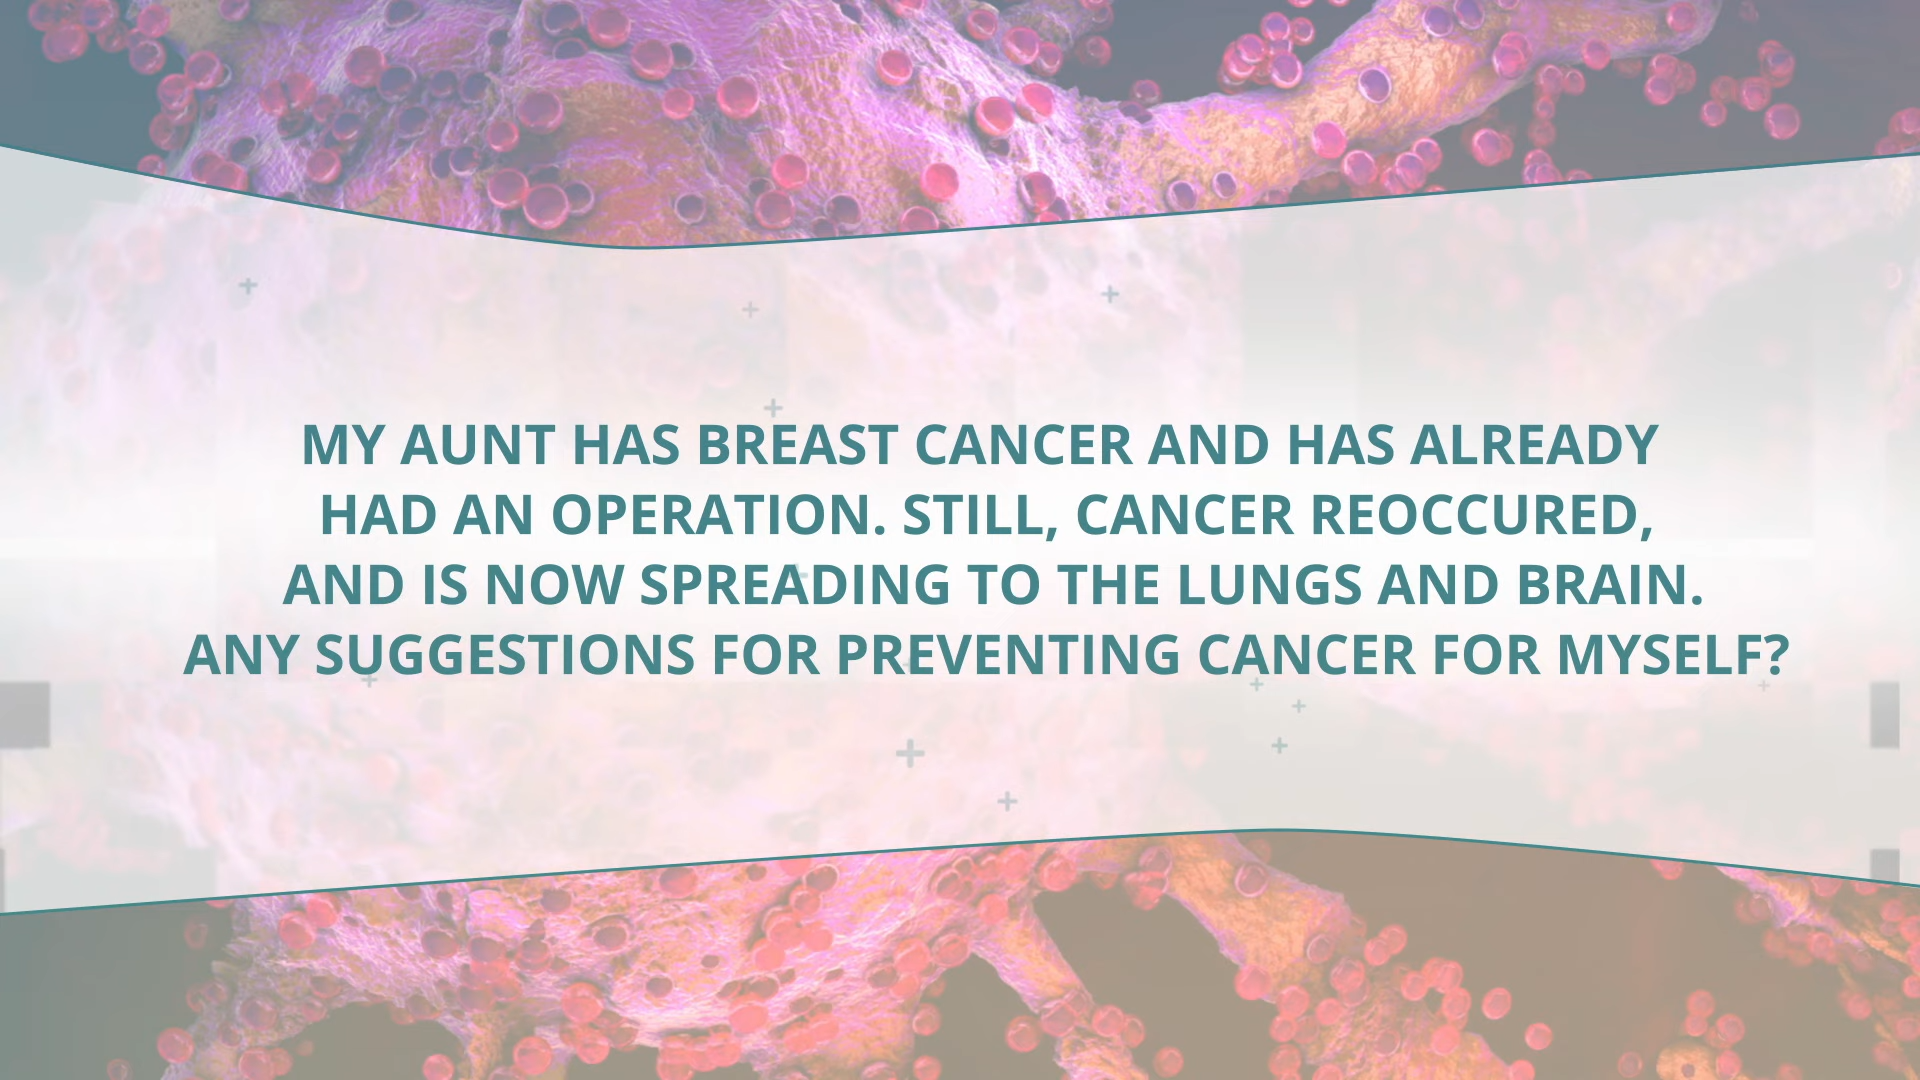 MY AUNT HAS BREAST CANCER AND HAS ALREADY
HAD AN OPERATION. STILL, CANCER REOCCURED,
AND IS NOW SPREADING TO THE LUNGS AND BRAIN.
ANY SUGGESTIONS FOR PREVENTING CANCER FOR MYSELF?